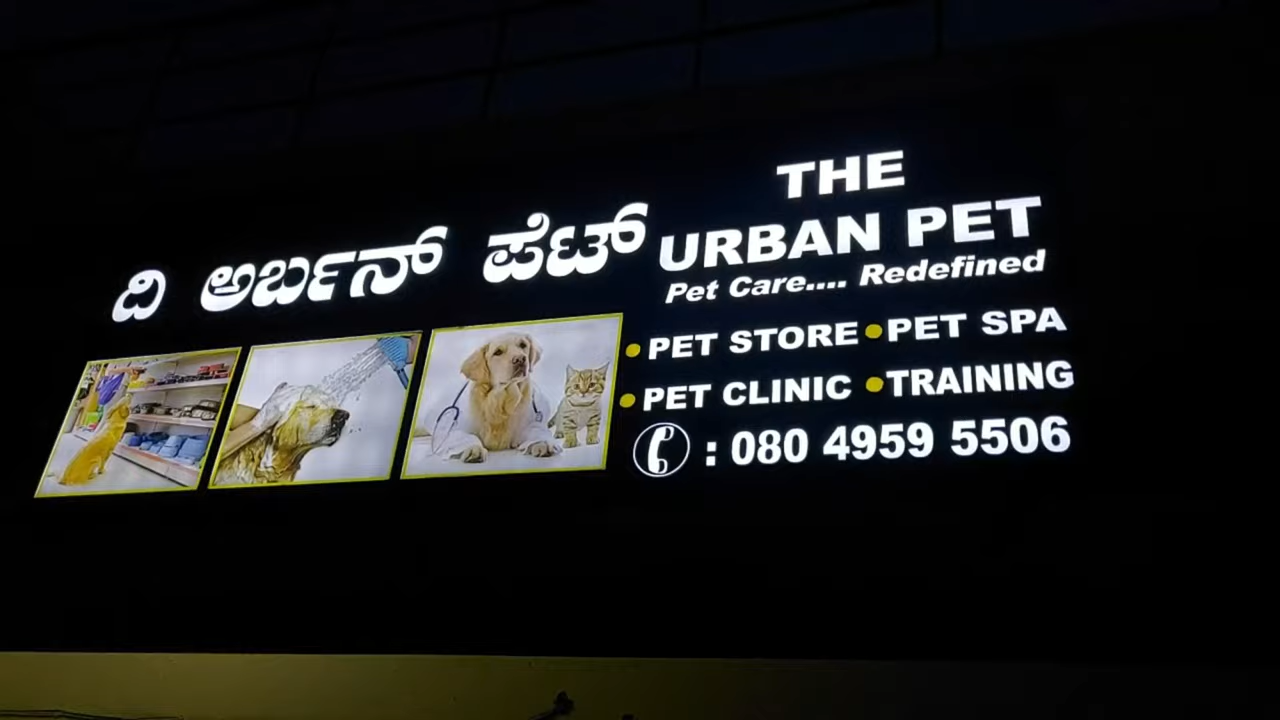 ದಿ ಅರ್ಬನ್ ಪೆಟ್
THE
URBAN PET
Pet Care.... Redefined
PET STORE • PET SPA
PET CLINIC • TRAINING
: 080 4959 5506